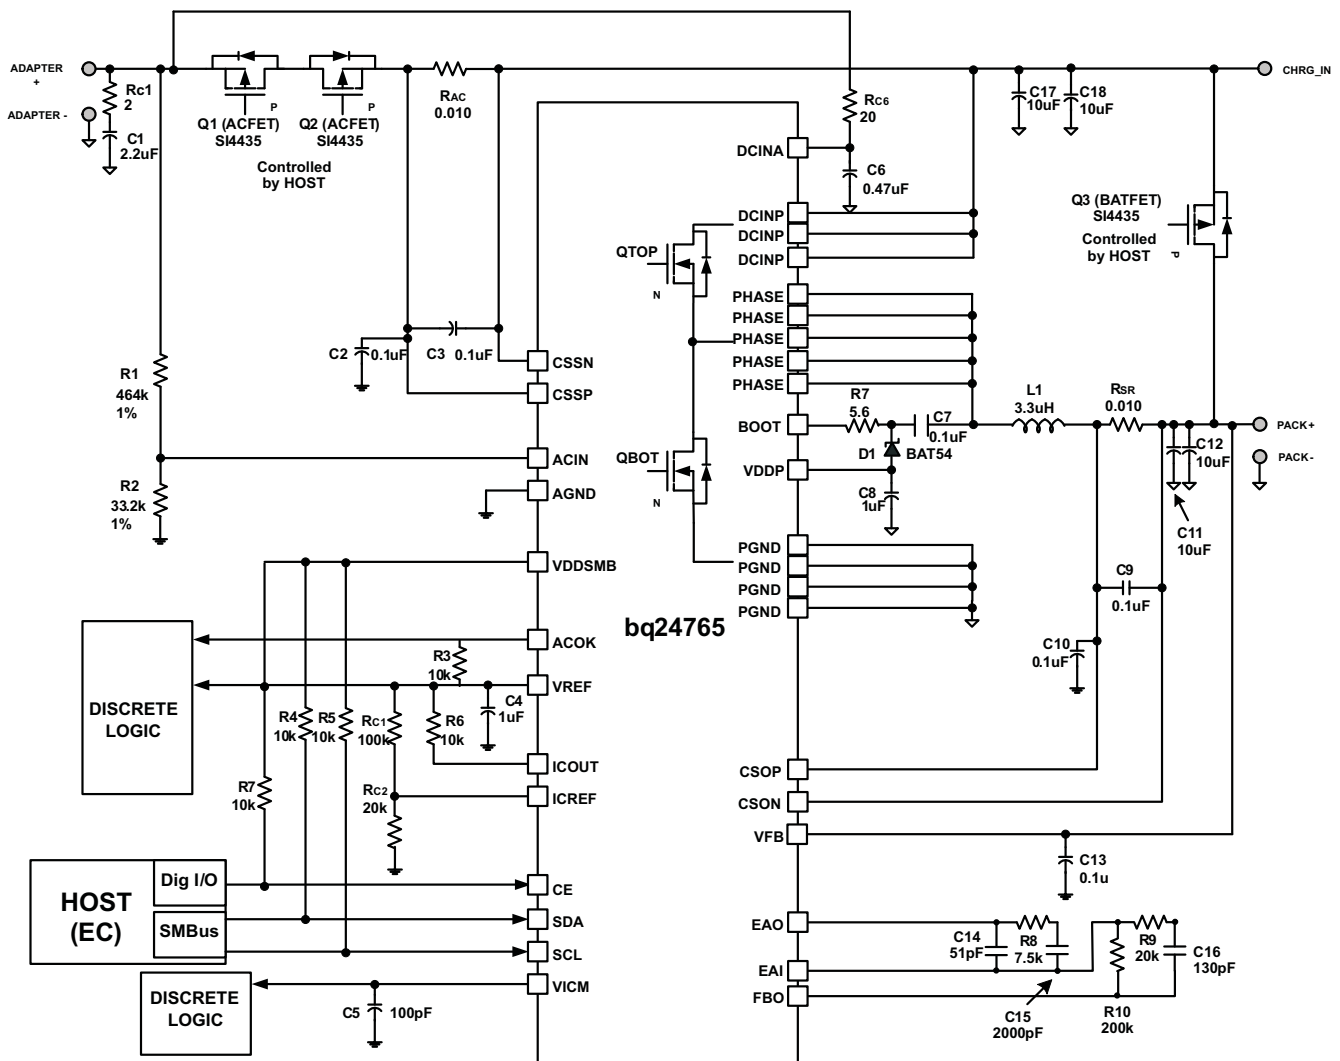 ADAPTER
+
RC1
2
ADAPTER -
C1
2.2uF
P
Q1 (ACFET)
SI4435
P
Q2 (ACFET)
SI4435
Controlled
by HOST
RAC
0.010
RC6
20
C6
0.47uF
C17
10uF
C18
10uF
CHRG_IN
DCINA
DCINP
DCINP
DCINP
Q3 (BATFET)
SI4435
Controlled
by HOST
P
QTOP
N
PHASE
PHASE
PHASE
PHASE
PHASE
C2
0.1uF
C3
0.1uF
CSSN
CSSP
R1
464k
1%
R7
5.6
C7
0.1uF
L1
3.3uH
RSR
0.010
BOOT
PACK+
C12
10uF
PACK-
ACIN
QBOT
N
VDDP
D1
BAT54
R2
33.2k
1%
AGND
C8
1uF
C11
10uF
VDDSMB
PGND
PGND
PGND
PGND
C9
0.1uF
bq24765
ACOK
R3
10k
VREF
C10
0.1uF
DISCRETE
LOGIC
R4
10k
R5
10k
RC1
100k
R6
10k
C4
1uF
ICOUT
CSOP
R7
10k
RC2
20k
ICREF
CSON
VFB
C13
0.1u
HOST
(EC)
Dig I/O
SMBus
CE
SDA
SCL
EAO
C14
51pF
R8
7.5k
R9
20k
C16
130pF
EAI
DISCRETE
LOGIC
C5
100pF
VICM
FBO
C15
2000pF
R10
200k